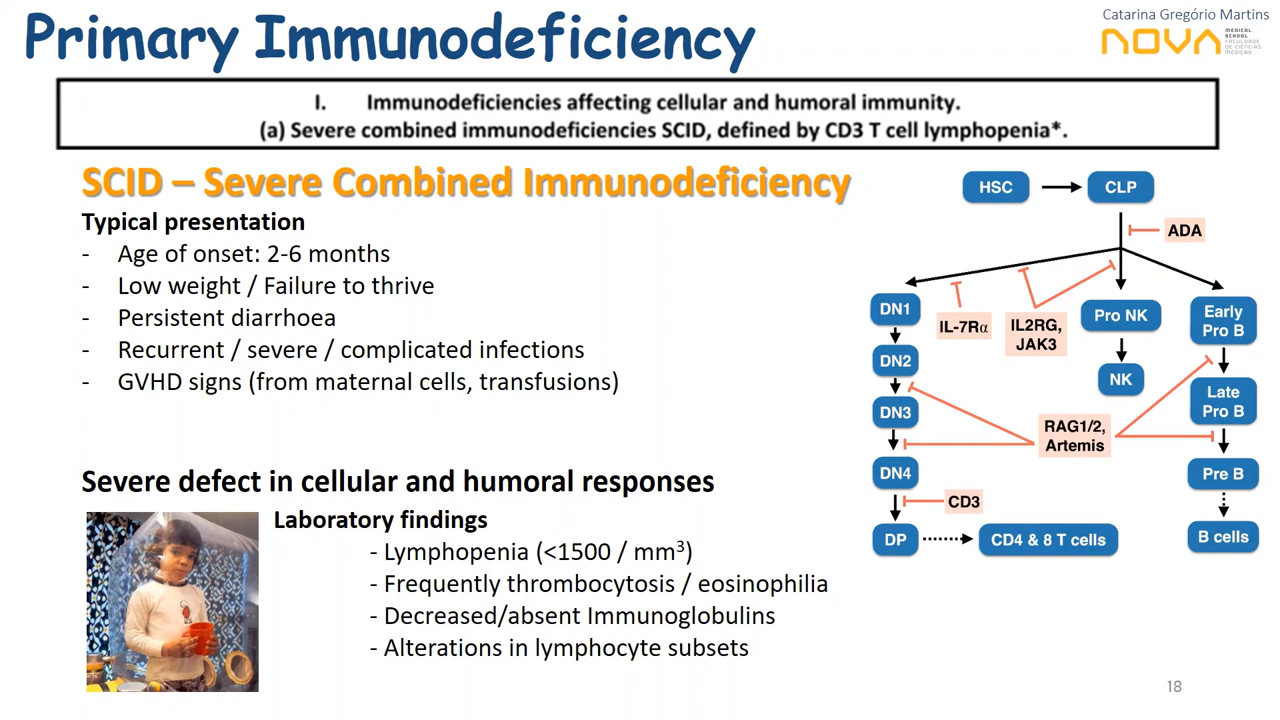 Primary Immunodeficiency
Catarina Gregório Martins
NOVA
MEDICAL
SCHOOL
FACULDADE
DE CIÊNCIAS
MÉDICAS
I. Immunodeficiencies affecting cellular and humoral immunity.
(a) Severe combined immunodeficiencies SCID, defined by CD3 T cell lymphopenia*.
SCID – Severe Combined Immunodeficiency
Typical presentation
- Age of onset: 2-6 months
- Low weight / Failure to thrive
- Persistent diarrhoea
- Recurrent / severe / complicated infections
- GVHD signs (from maternal cells, transfusions)
Severe defect in cellular and humoral responses
Laboratory findings
- Lymphopenia (<1500 / mm³)
- Frequently thrombocytosis / eosinophilia
- Decreased/absent Immunoglobulins
- Alterations in lymphocyte subsets
HSC
CLP
ADA
DN1
IL-7Rα
IL2RG,
JAK3
Pro NK
Early
Pro B
DN2
NK
DN3
Late
Pro B
RAG1/2,
Artemis
DN4
Pre B
CD3
DP
CD4 & 8 T cells
B cells
18